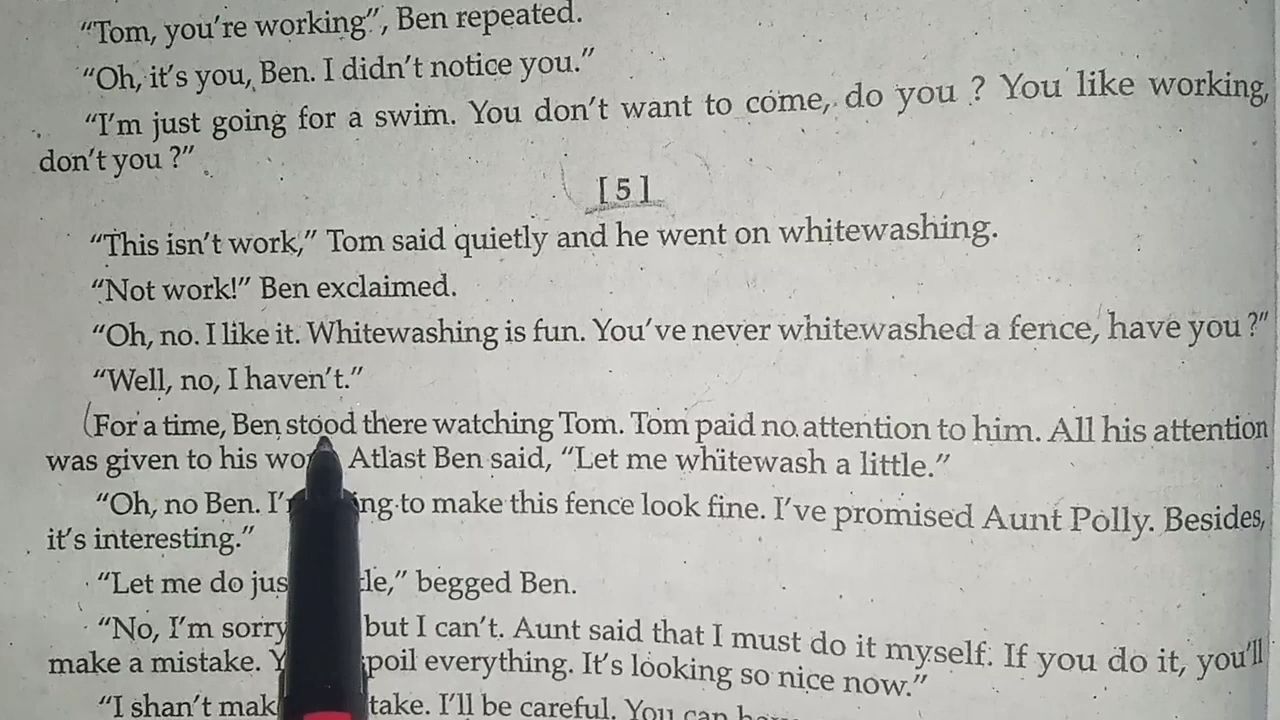 “Tom, you’re working”, Ben repeated.
“Oh, it’s you, Ben. I didn’t notice you.”
“I’m just going for a swim. You don’t want to come, do you ? You like working,
don’t you ?”
[ 5 ]
“This isn’t work,” Tom said quietly and he went on whitewashing.
“Not work!” Ben exclaimed.
“Oh, no. I like it. Whitewashing is fun. You’ve never whitewashed a fence, have you ?”
“Well, no, I haven’t.”
(For a time, Ben stood there watching Tom. Tom paid no attention to him. All his attention
was given to his Atlast Ben said, “Let me whitewash a little.”
“Oh, no Ben. to make this fence look fine. I’ve promised Aunt Polly. Besides,
it’s interesting.”
“Let me do begged Ben.
“No, I’m sorry but I can’t. Aunt said that I must do it myself. If you do it, you’ll
make a mistake. everything. It’s looking so nice now.”
“I shan’t I’ll be careful. You can